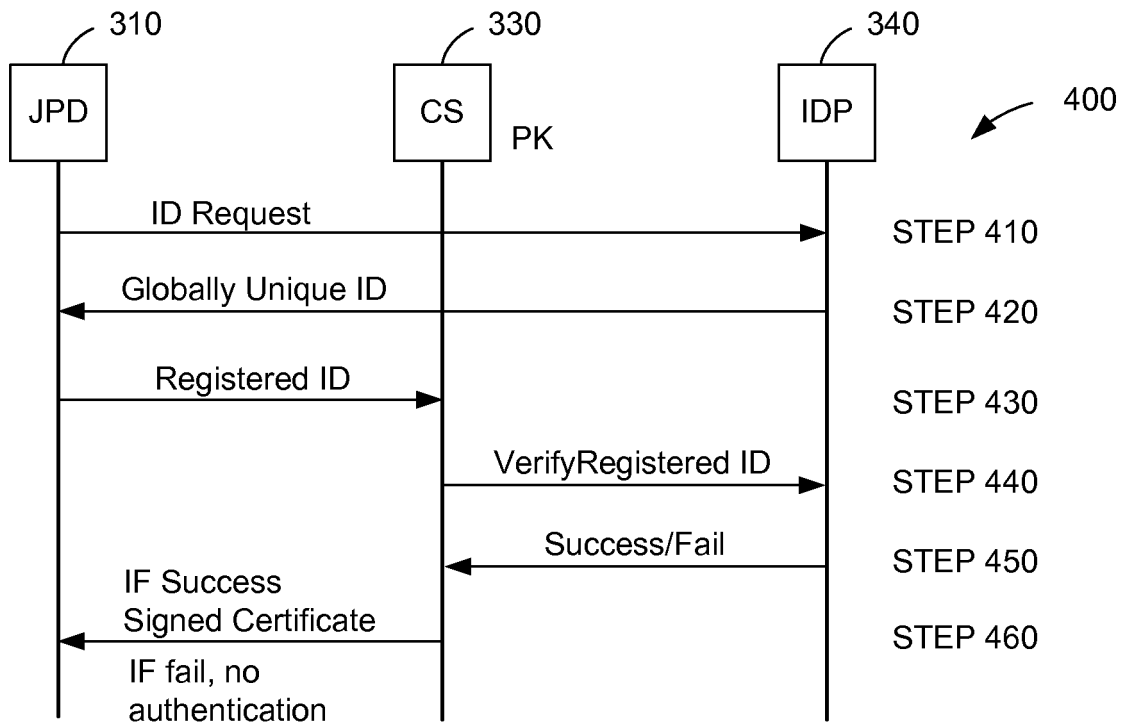 310
330
340
JPD
CS
IDP
400
PK
ID Request
STEP 410
Globally Unique ID
STEP 420
Registered ID
STEP 430
VerifyRegistered ID
STEP 440
Success/Fail
STEP 450
IF Success
Signed Certificate
STEP 460
IF fail, no
authentication